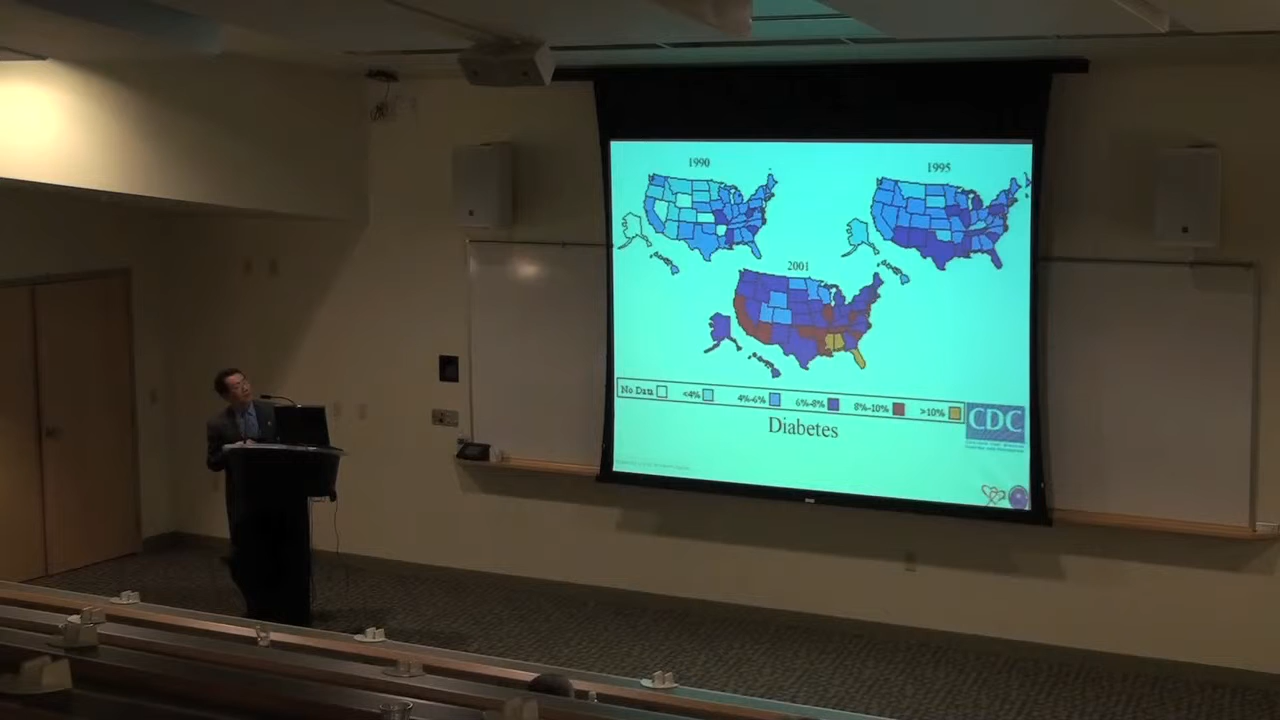 1990
1995
2001
No Data
<4%
4%-6%
6%-8%
8%-10%
>10%
CDC
Diabetes